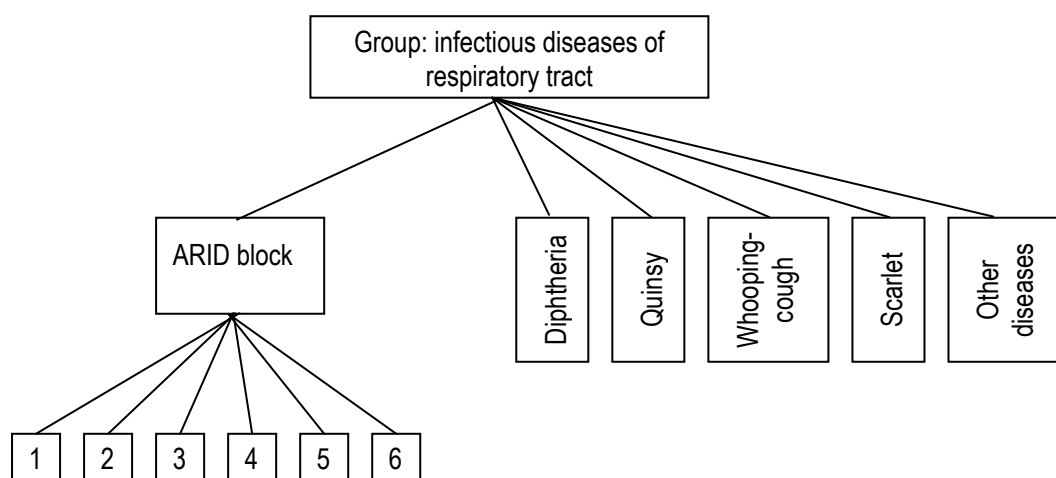 Group: infectious diseases of
respiratory tract
ARID block
Diphtheria
Quinsy
Whooping-
cough
Scarlet
Other
diseases
1
2
3
4
5
6